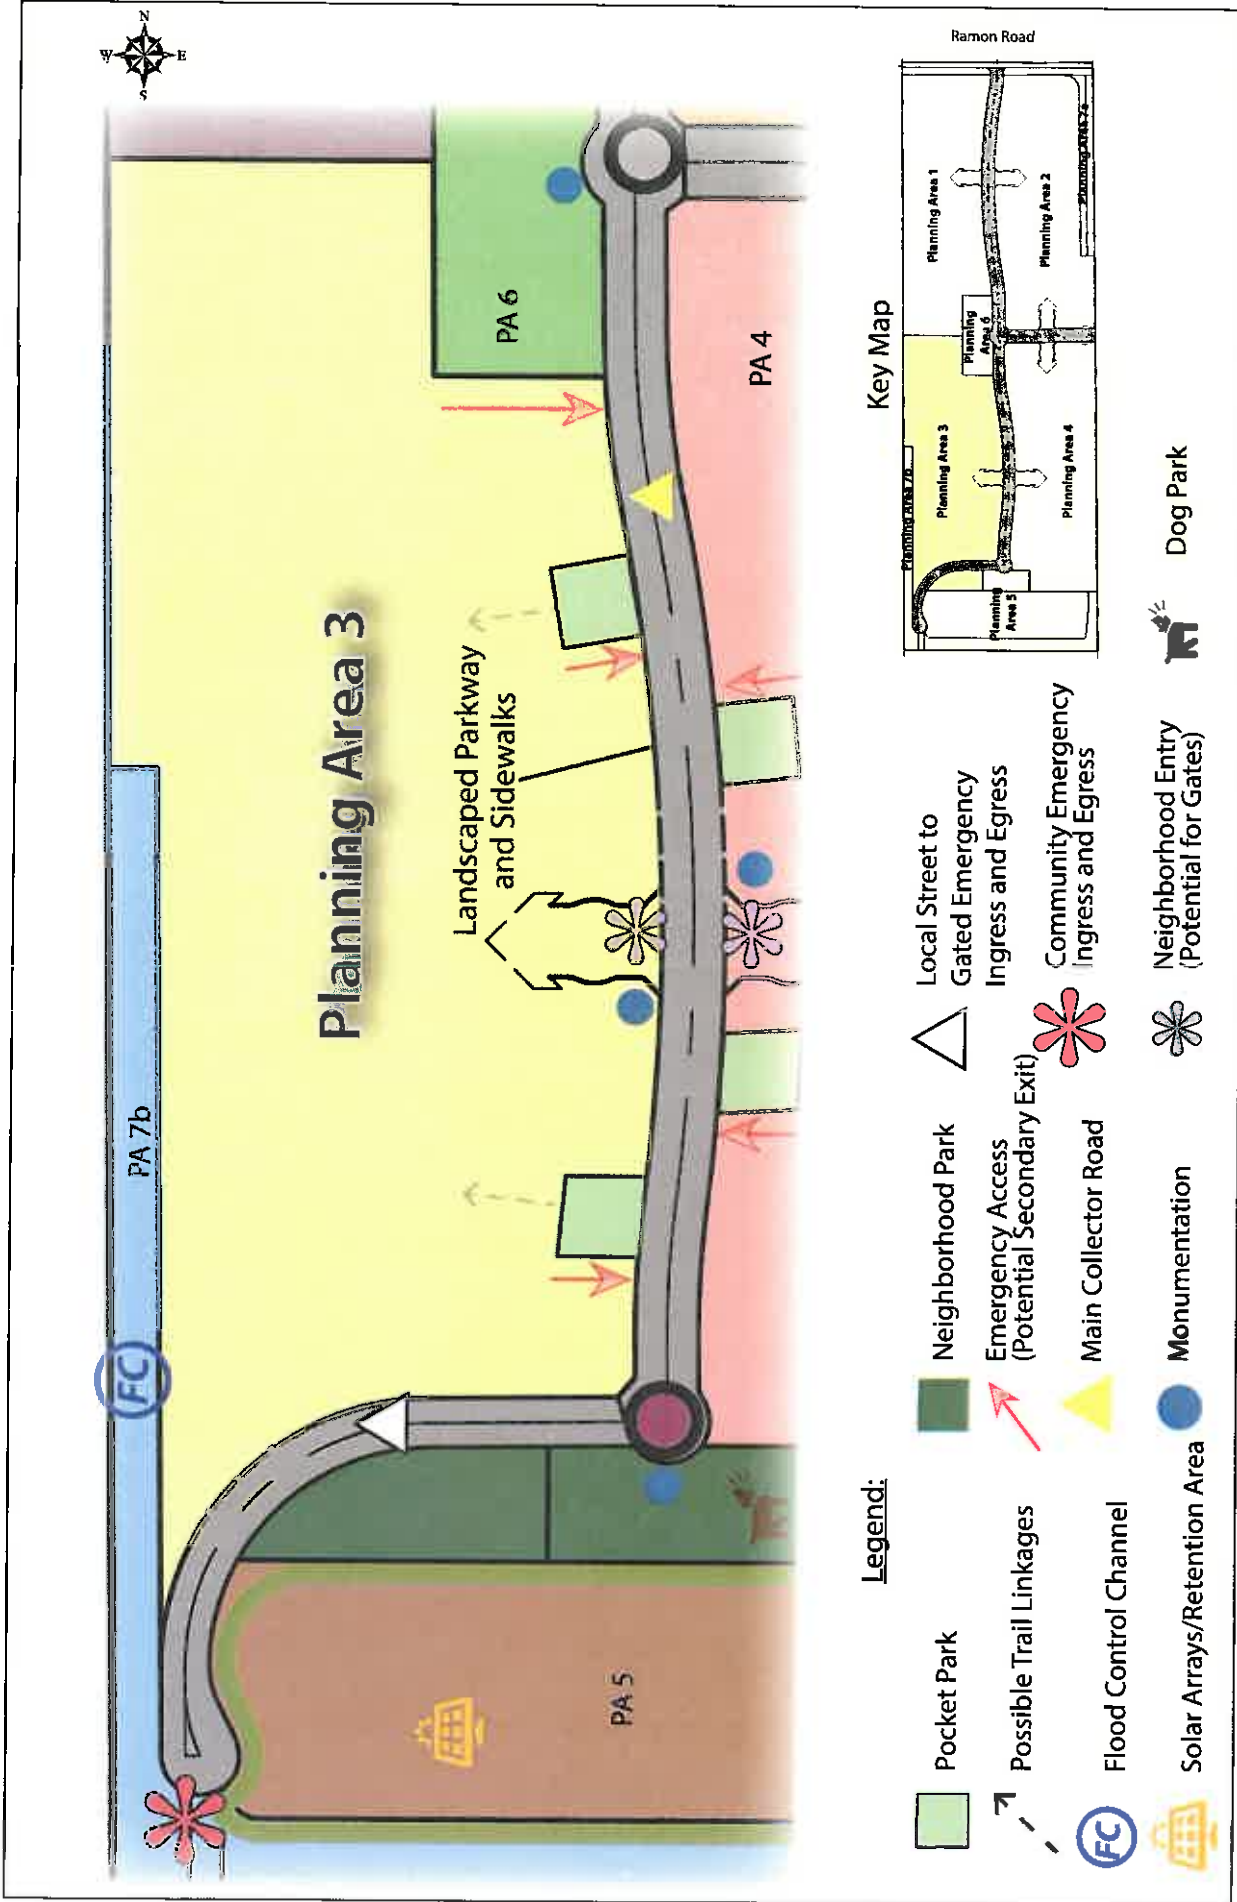 N
W
E
S
PA 7b
FC
Planning Area 3
Landscaped Parkway
and Sidewalks
PA 6
PA 4
PA 5
Key Map
Ramon Road
Planning Area 7b
Planning Area 3
Planning
Area 6
Planning Area 1
Planning Area 4
Planning Area 2
Planning
Area 5
Planning Area 7a
Legend:
Pocket Park
Possible Trail Linkages
FC
Flood Control Channel
Solar Arrays/Retention Area
Neighborhood Park
Emergency Access
(Potential Secondary Exit)
Main Collector Road
Monumentation
Local Street to
Gated Emergency
Ingress and Egress
Community Emergency
Ingress and Egress
Neighborhood Entry
(Potential for Gates)
Dog Park